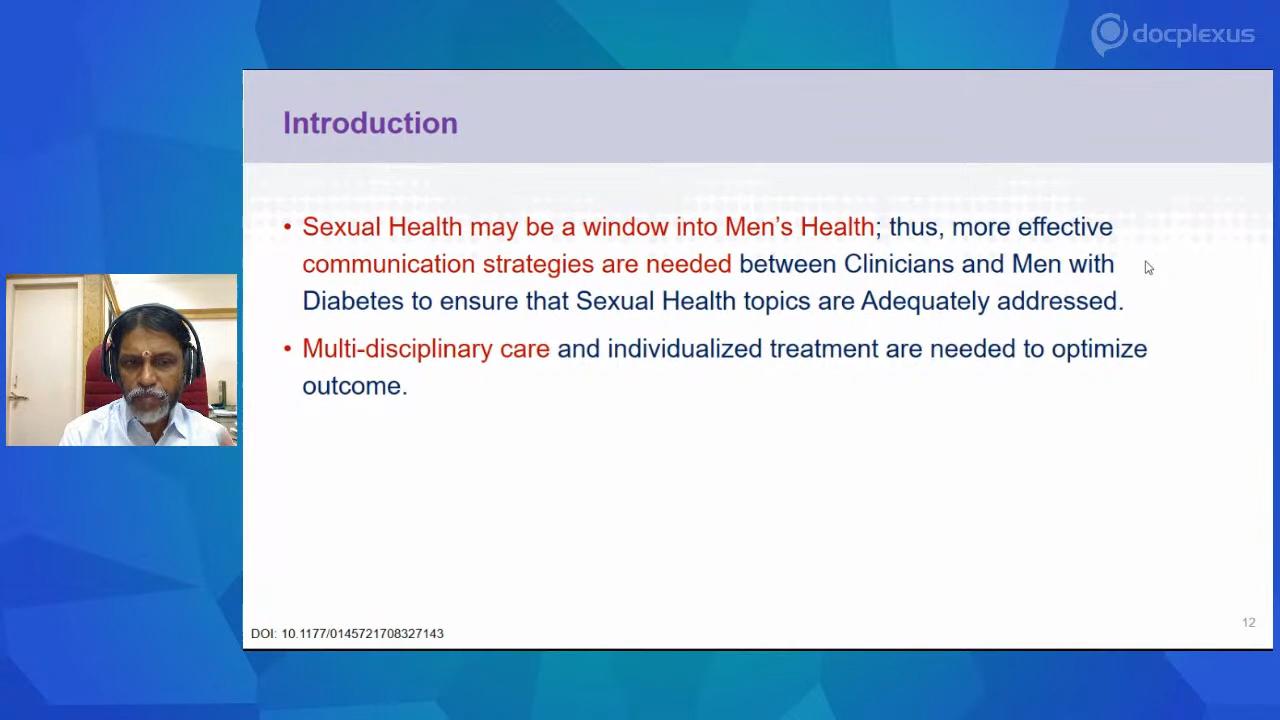 docplexus
Introduction
• Sexual Health may be a window into Men’s Health; thus, more effective
communication strategies are needed between Clinicians and Men with
Diabetes to ensure that Sexual Health topics are Adequately addressed.
• Multi-disciplinary care and individualized treatment are needed to optimize
outcome.
DOI: 10.1177/0145721708327143
12